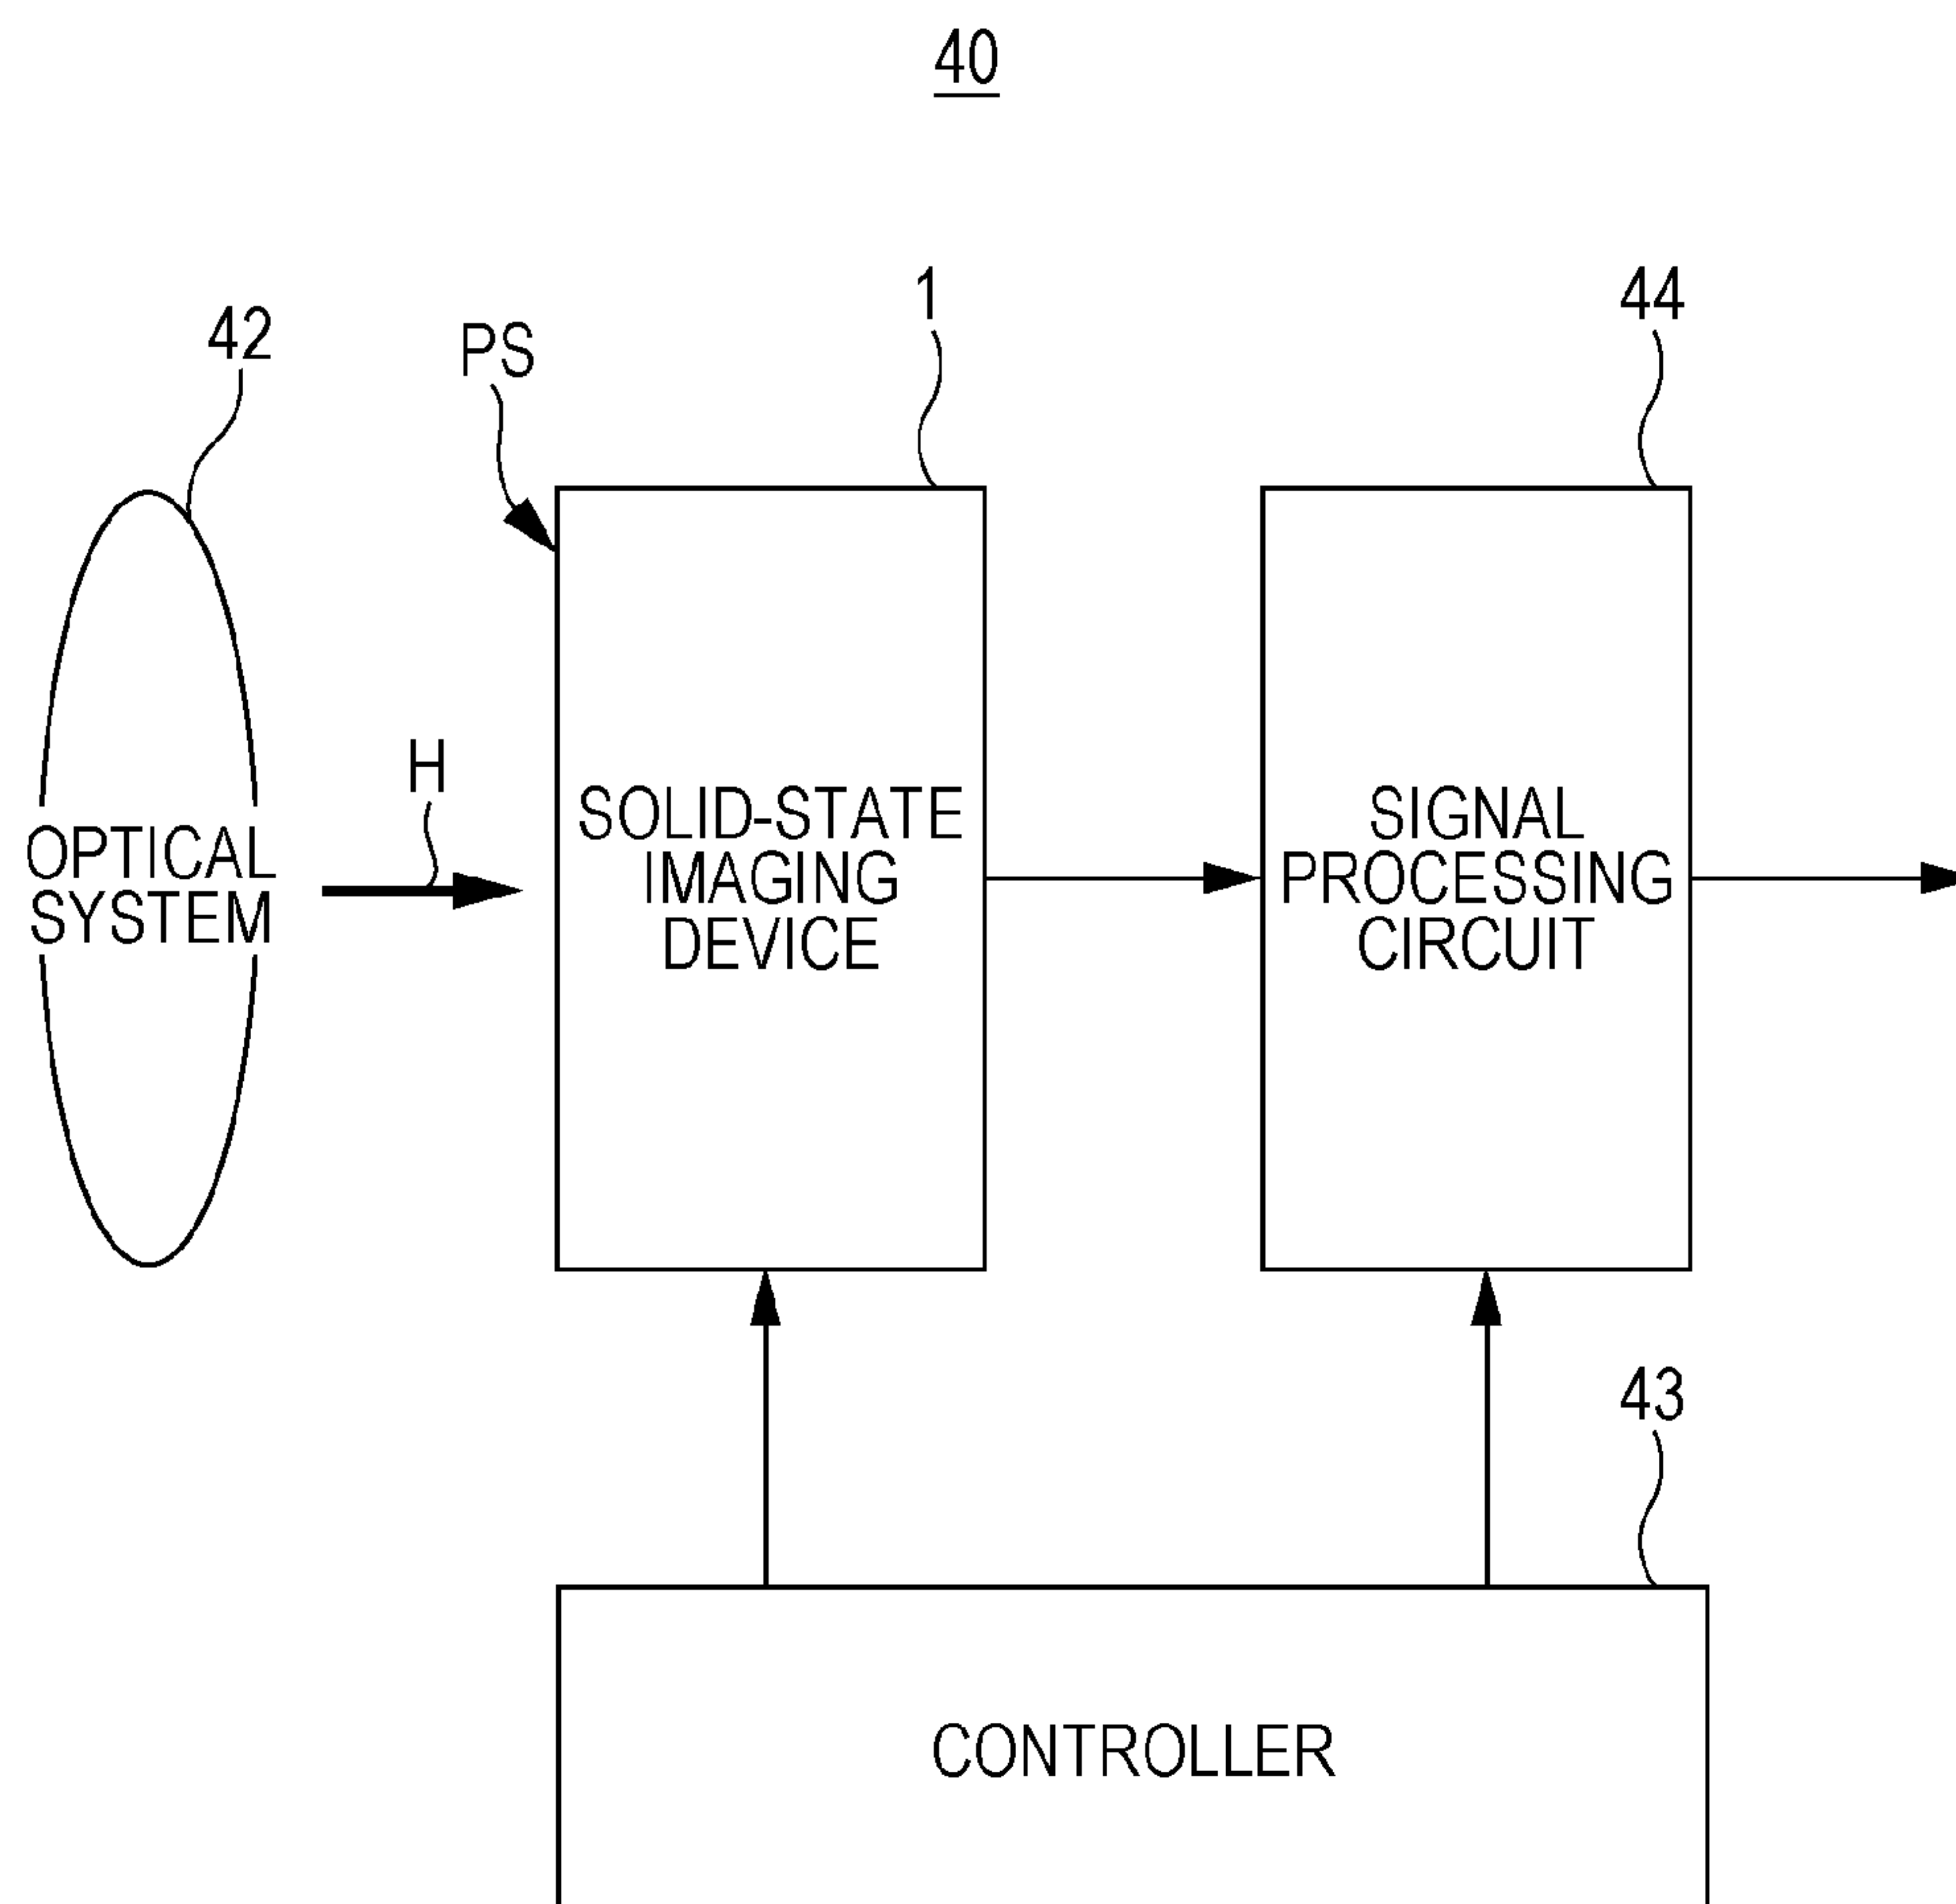 40
42
PS
1
44
H
OPTICAL
SYSTEM
SOLID-STATE
IMAGING
DEVICE
SIGNAL
PROCESSING
CIRCUIT
43
CONTROLLER